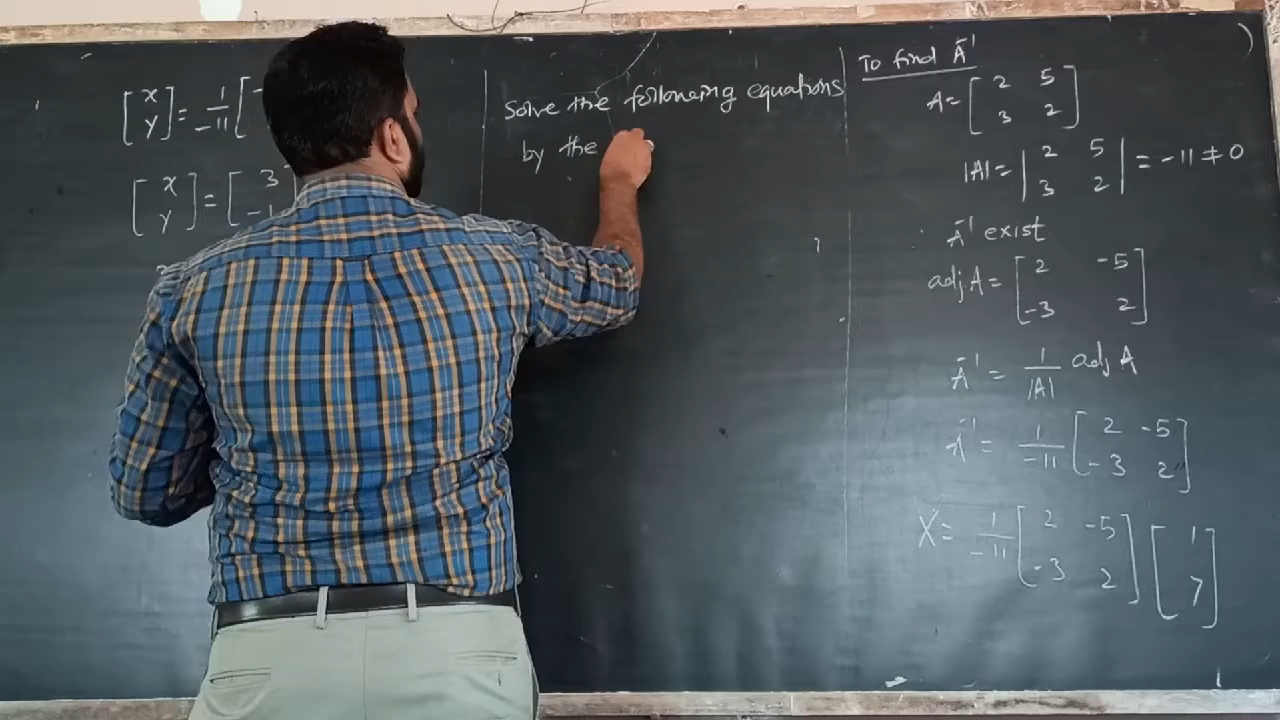 [x y] = 1/-11 [-
[x y] = [3 -1
Solve the following equations
by the
To find A⁻¹
A = [2 5
3 2]
|A| = |2 5
3 2| = -11 ≠ 0
A⁻¹ exist
adj A = [2 -5
-3 2]
A⁻¹ = 1/|A| adj A
A⁻¹ = 1/-11 [2 -5
-3 2]
X = 1/-11 [2 -5
-3 2] [1
7]